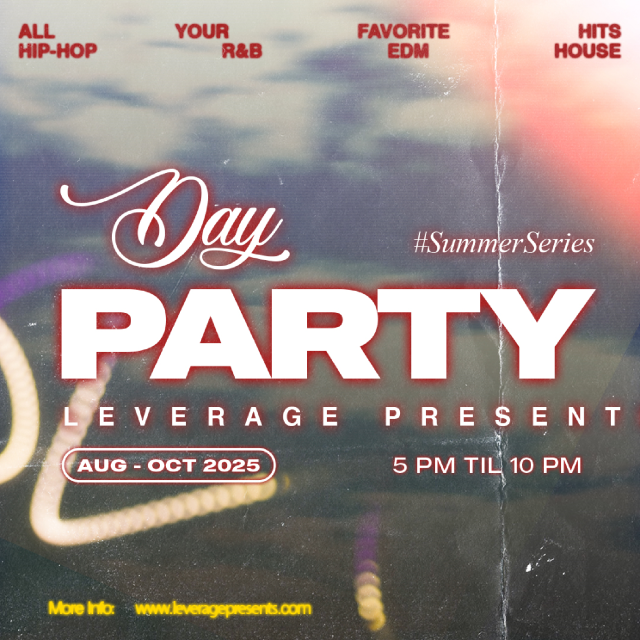 ALL YOUR FAVORITE HITS
HIP-HOP R&B EDM HOUSE
Day
#SummerSeries
PARTY
LEVERAGE PRESENT
AUG - OCT 2025
5 PM TIL 10 PM
More Info: www.leveragepresents.com